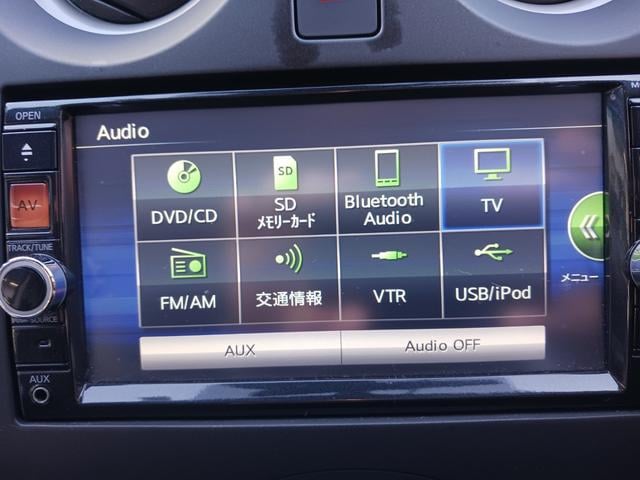 OPEN
Audio
DVD/CD
SD
SD
メモリーカード
Bluetooth
Audio
TV
AV
TRACK/TUNE
FM/AM
交通情報
VTR
USB/iPod
メニュー
PUSH SOURCE
AUX
Audio OFF
AUX